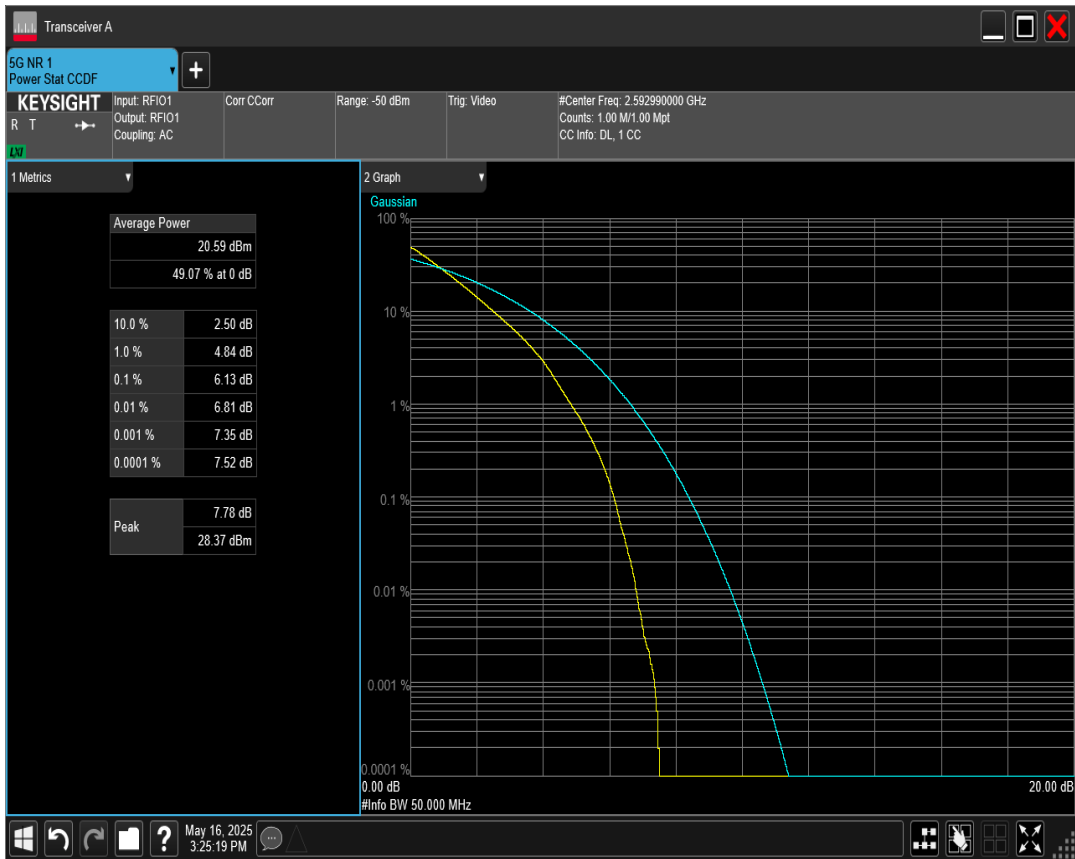 Transceiver A
5G NR 1
Power Stat CCDF
KEYSIGHT
R T
LXI
Input: RFIO1
Output: RFIO1
Coupling: AC
Corr CCorr
Range: -50 dBm
Trig: Video
#Center Freq: 2.592990000 GHz
Counts: 1.00 M/1.00 Mpt
CC Info: DL, 1 CC
1 Metrics
Average Power
20.59 dBm
49.07 % at 0 dB
10.0 % 2.50 dB
1.0 % 4.84 dB
0.1 % 6.13 dB
0.01 % 6.81 dB
0.001 % 7.35 dB
0.0001 % 7.52 dB
Peak
7.78 dB
28.37 dBm
2 Graph
Gaussian
100 %
10 %
1 %
0.1 %
0.01 %
0.001 %
0.0001 %
0.00 dB
20.00 dB
#Info BW 50.000 MHz
May 16, 2025
3:25:19 PM